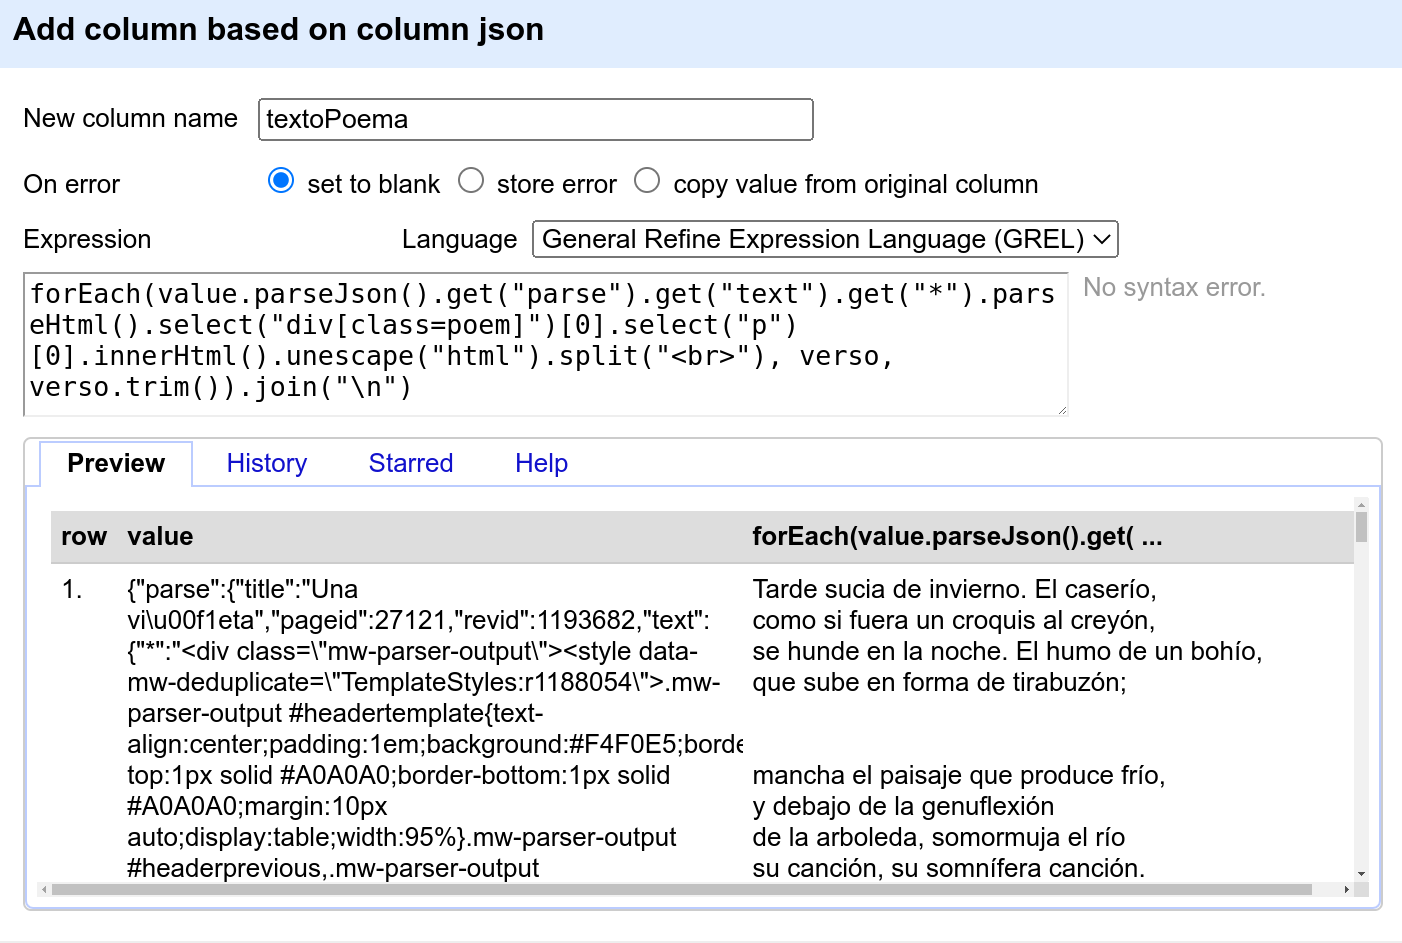 Add column based on column json
New column name textoPoema
On error set to blank store error copy value from original column
Expression Language General Refine Expression Language (GREL)
forEach(value.parseJson().get("parse").get("text").get("*").pars
eHtml().select("div[class=poem]")[0].select("p")
[0].innerHtml().unescape("html").split("<br>"), verso,
verso.trim()).join("\n")
No syntax error.
Preview History Starred Help
row value forEach(value.parseJson().get( ...
1.
{"parse":{"title":"Una
vi\u00f1eta","pageid":27121,"revid":1193682,"text":
{"*":"<div class=\"mw-parser-output\"><style data-
mw-deduplicate=\"TemplateStyles:r1188054\">.mw-
parser-output #headertemplate{text-
align:center;padding:1em;background:#F4F0E5;borde
top:1px solid #A0A0A0;border-bottom:1px solid
#A0A0A0;margin:10px
auto;display:table;width:95%}.mw-parser-output
#headerprevious,.mw-parser-output
Tarde sucia de invierno. El caserío,
como si fuera un croquis al creyón,
se hunde en la noche. El humo de un bohío,
que sube en forma de tirabuzón;
mancha el paisaje que produce frío,
y debajo de la genuflexión
de la arboleda, somormuja el río
su canción, su somnífera canción.